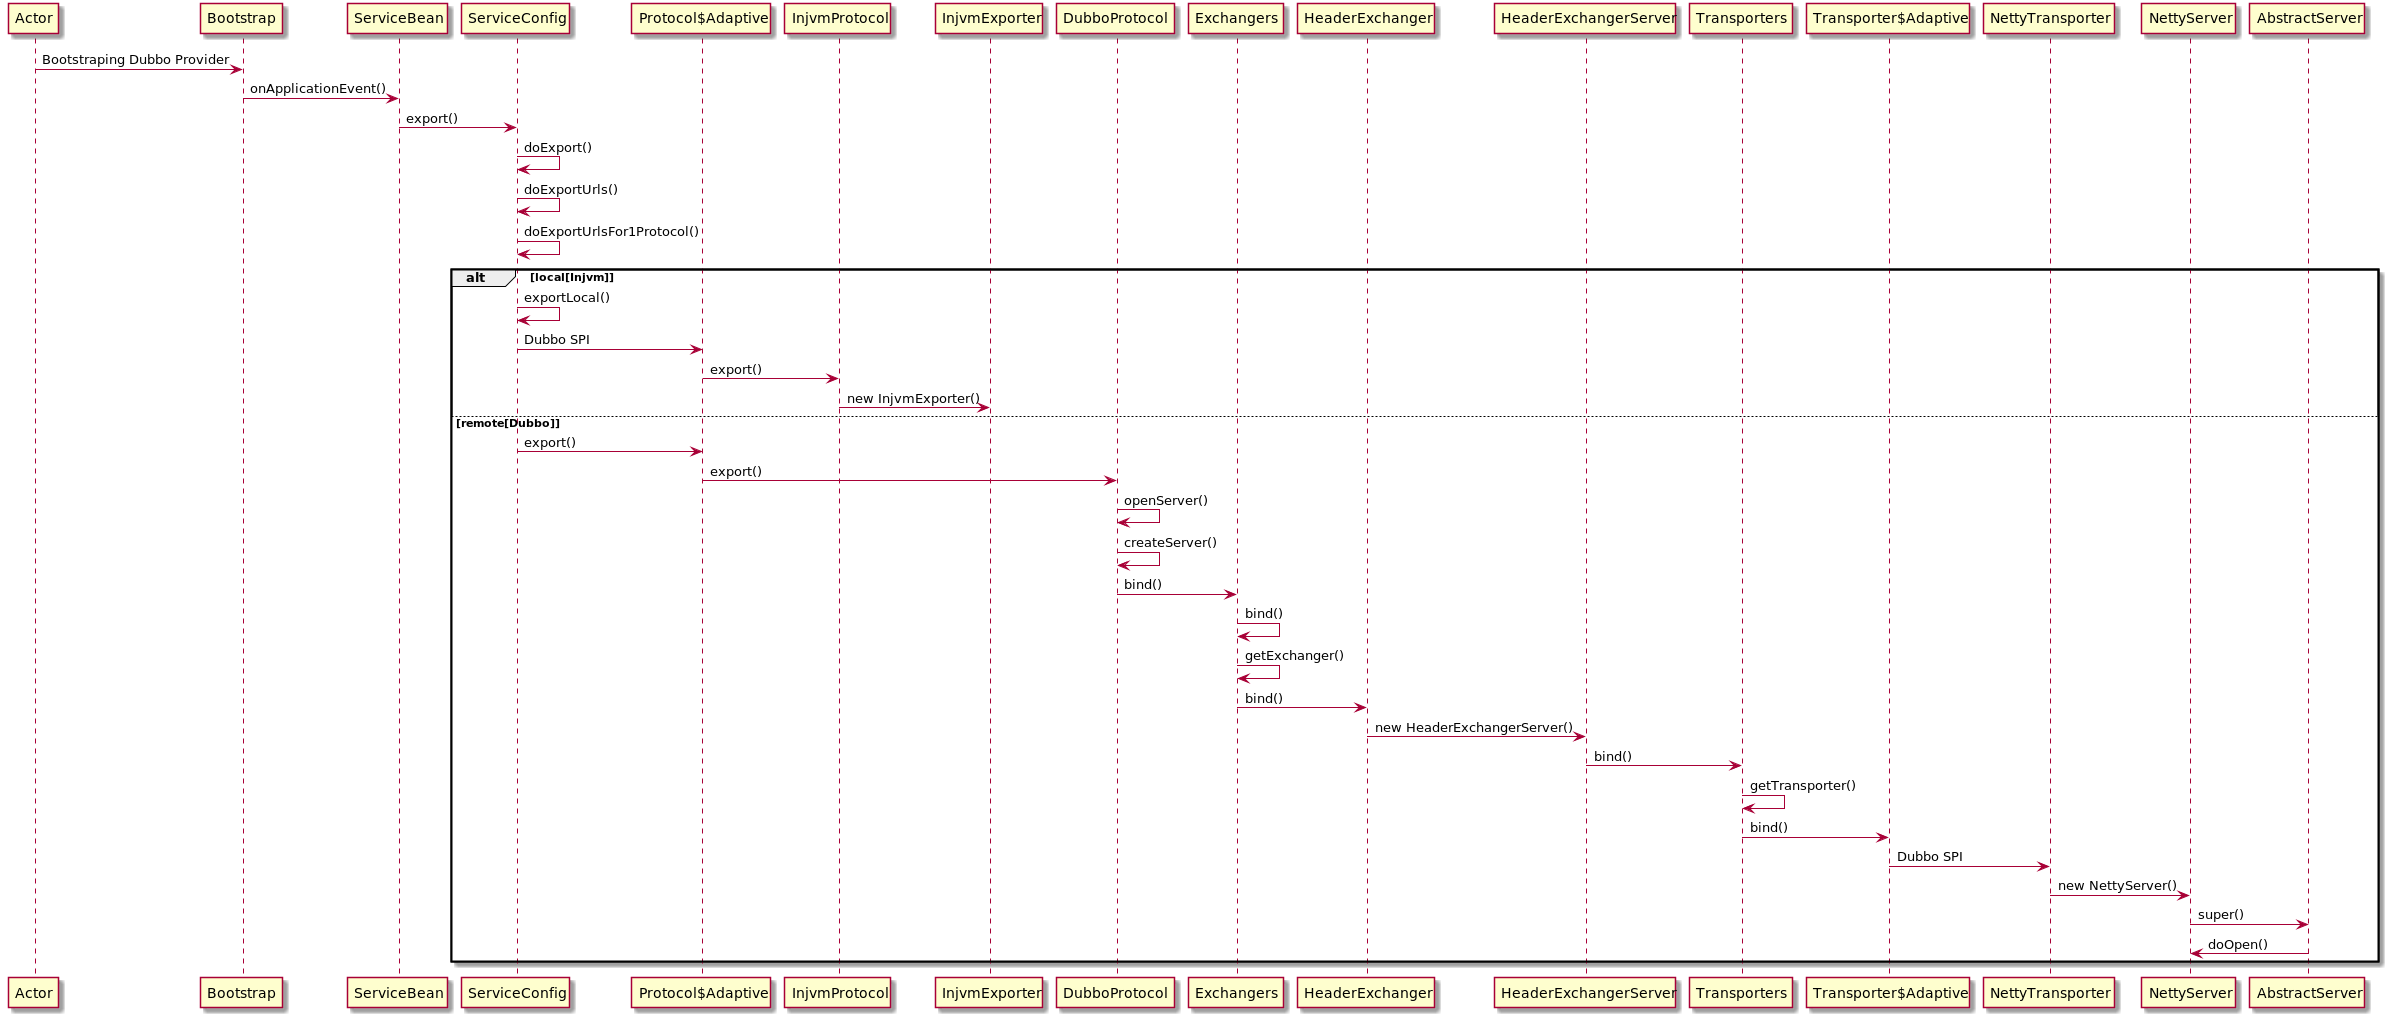 Actor Bootstrap ServiceBean ServiceConfig Protocol$Adaptive InjvmProtocol InjvmExporter DubboProtocol Exchangers HeaderExchanger HeaderExchangerServer Transporters Transporter$Adaptive NettyTransporter NettyServer AbstractServer
Bootstraping Dubbo Provider
onApplicationEvent()
export()
doExport()
doExportUrls()
doExportUrlsFor1Protocol()
alt [local[Injvm]]
exportLocal()
Dubbo SPI
export()
new InjvmExporter()
[remote[Dubbo]]
export()
export()
openServer()
createServer()
bind()
bind()
getExchanger()
bind()
new HeaderExchangerServer()
bind()
getTransporter()
bind()
Dubbo SPI
new NettyServer()
super()
doOpen()
Actor Bootstrap ServiceBean ServiceConfig Protocol$Adaptive InjvmProtocol InjvmExporter DubboProtocol Exchangers HeaderExchanger HeaderExchangerServer Transporters Transporter$Adaptive NettyTransporter NettyServer AbstractServer